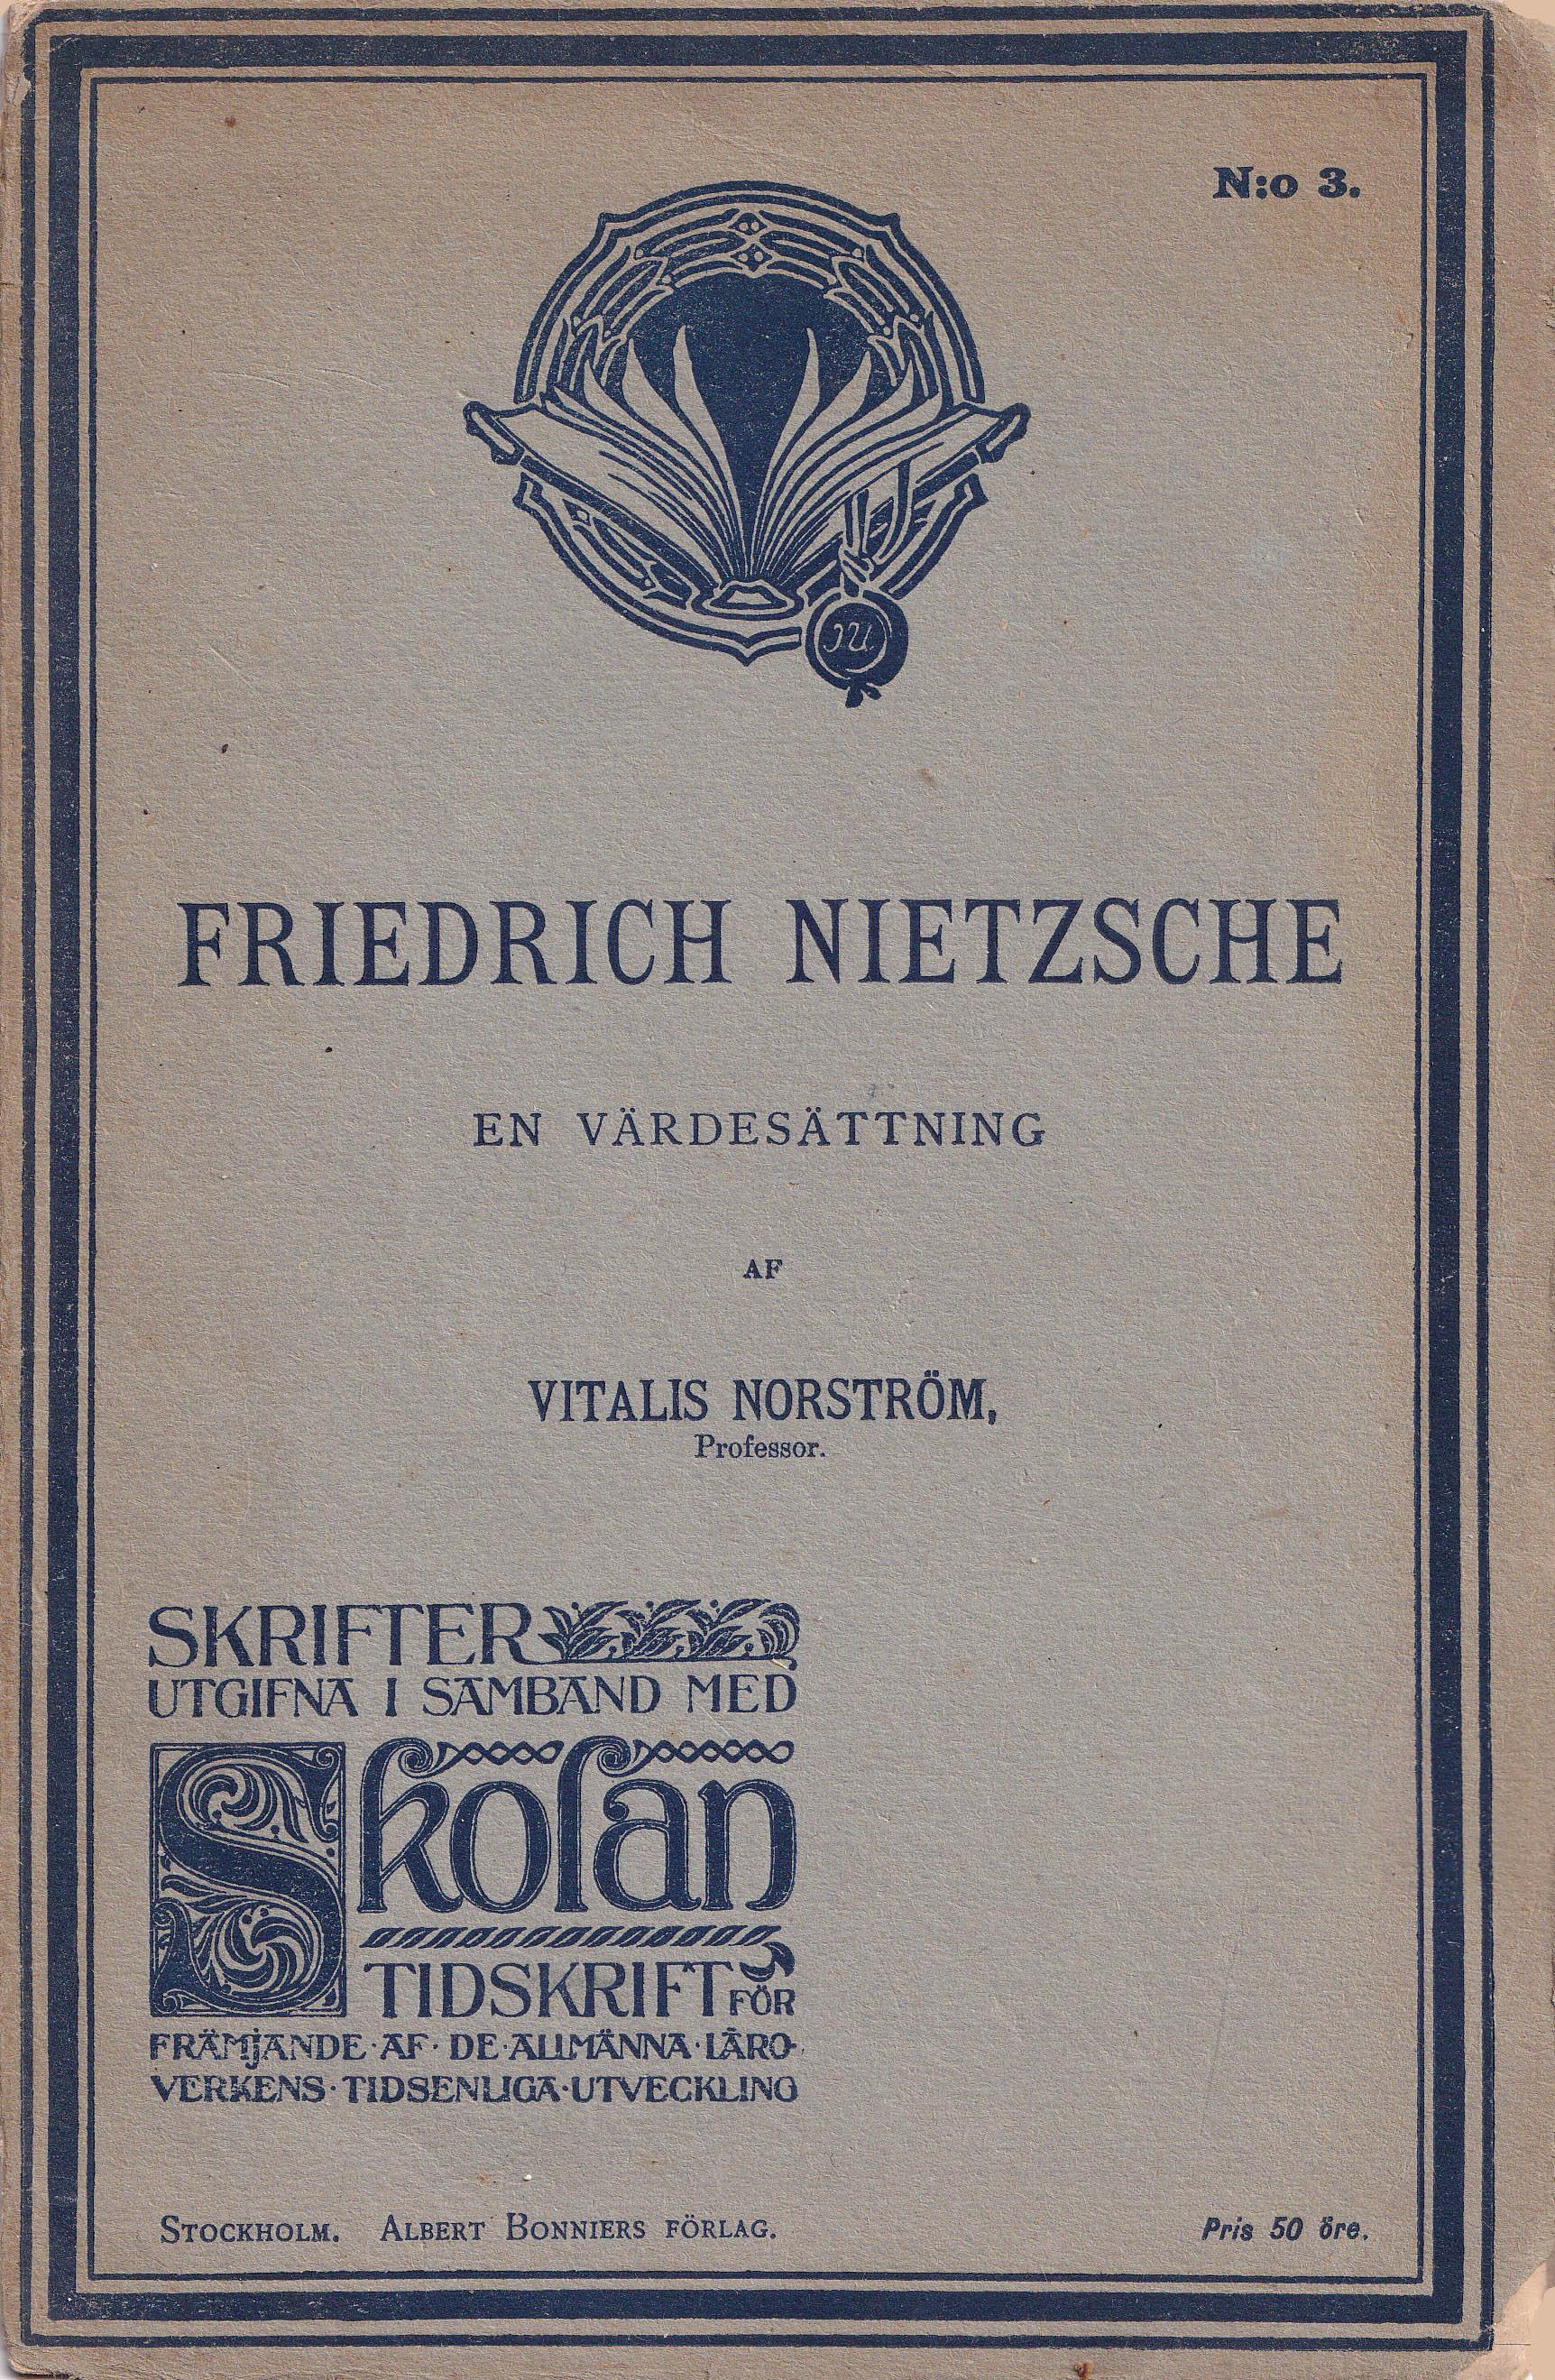 N:o 3.
FRIEDRICH NIETZSCHE
EN VÄRDESÄTTNING
AF
VITALIS NORSTRÖM,
Professor.
SKRIFTER
UTGIFNA I SAMBAND MED
Skolan
TIDSKRIFT FÖR
FRÄMJANDE·AF·DE·ALLMÄNNA·LÄRO-
VERKENS·TIDSENLIGA·UTVECKLING
STOCKHOLM. ALBERT BONNIERS FÖRLAG.
Pris 50 öre.